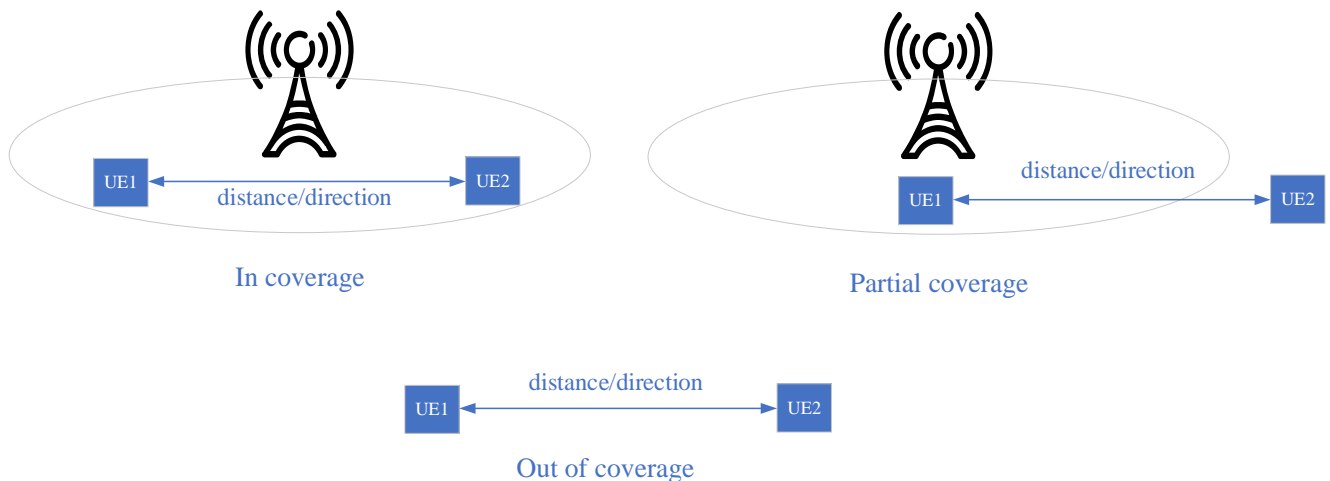 UE1
UE2
distance/direction
In coverage
distance/direction
UE1
UE2
Partial coverage
distance/direction
UE1
UE2
Out of coverage